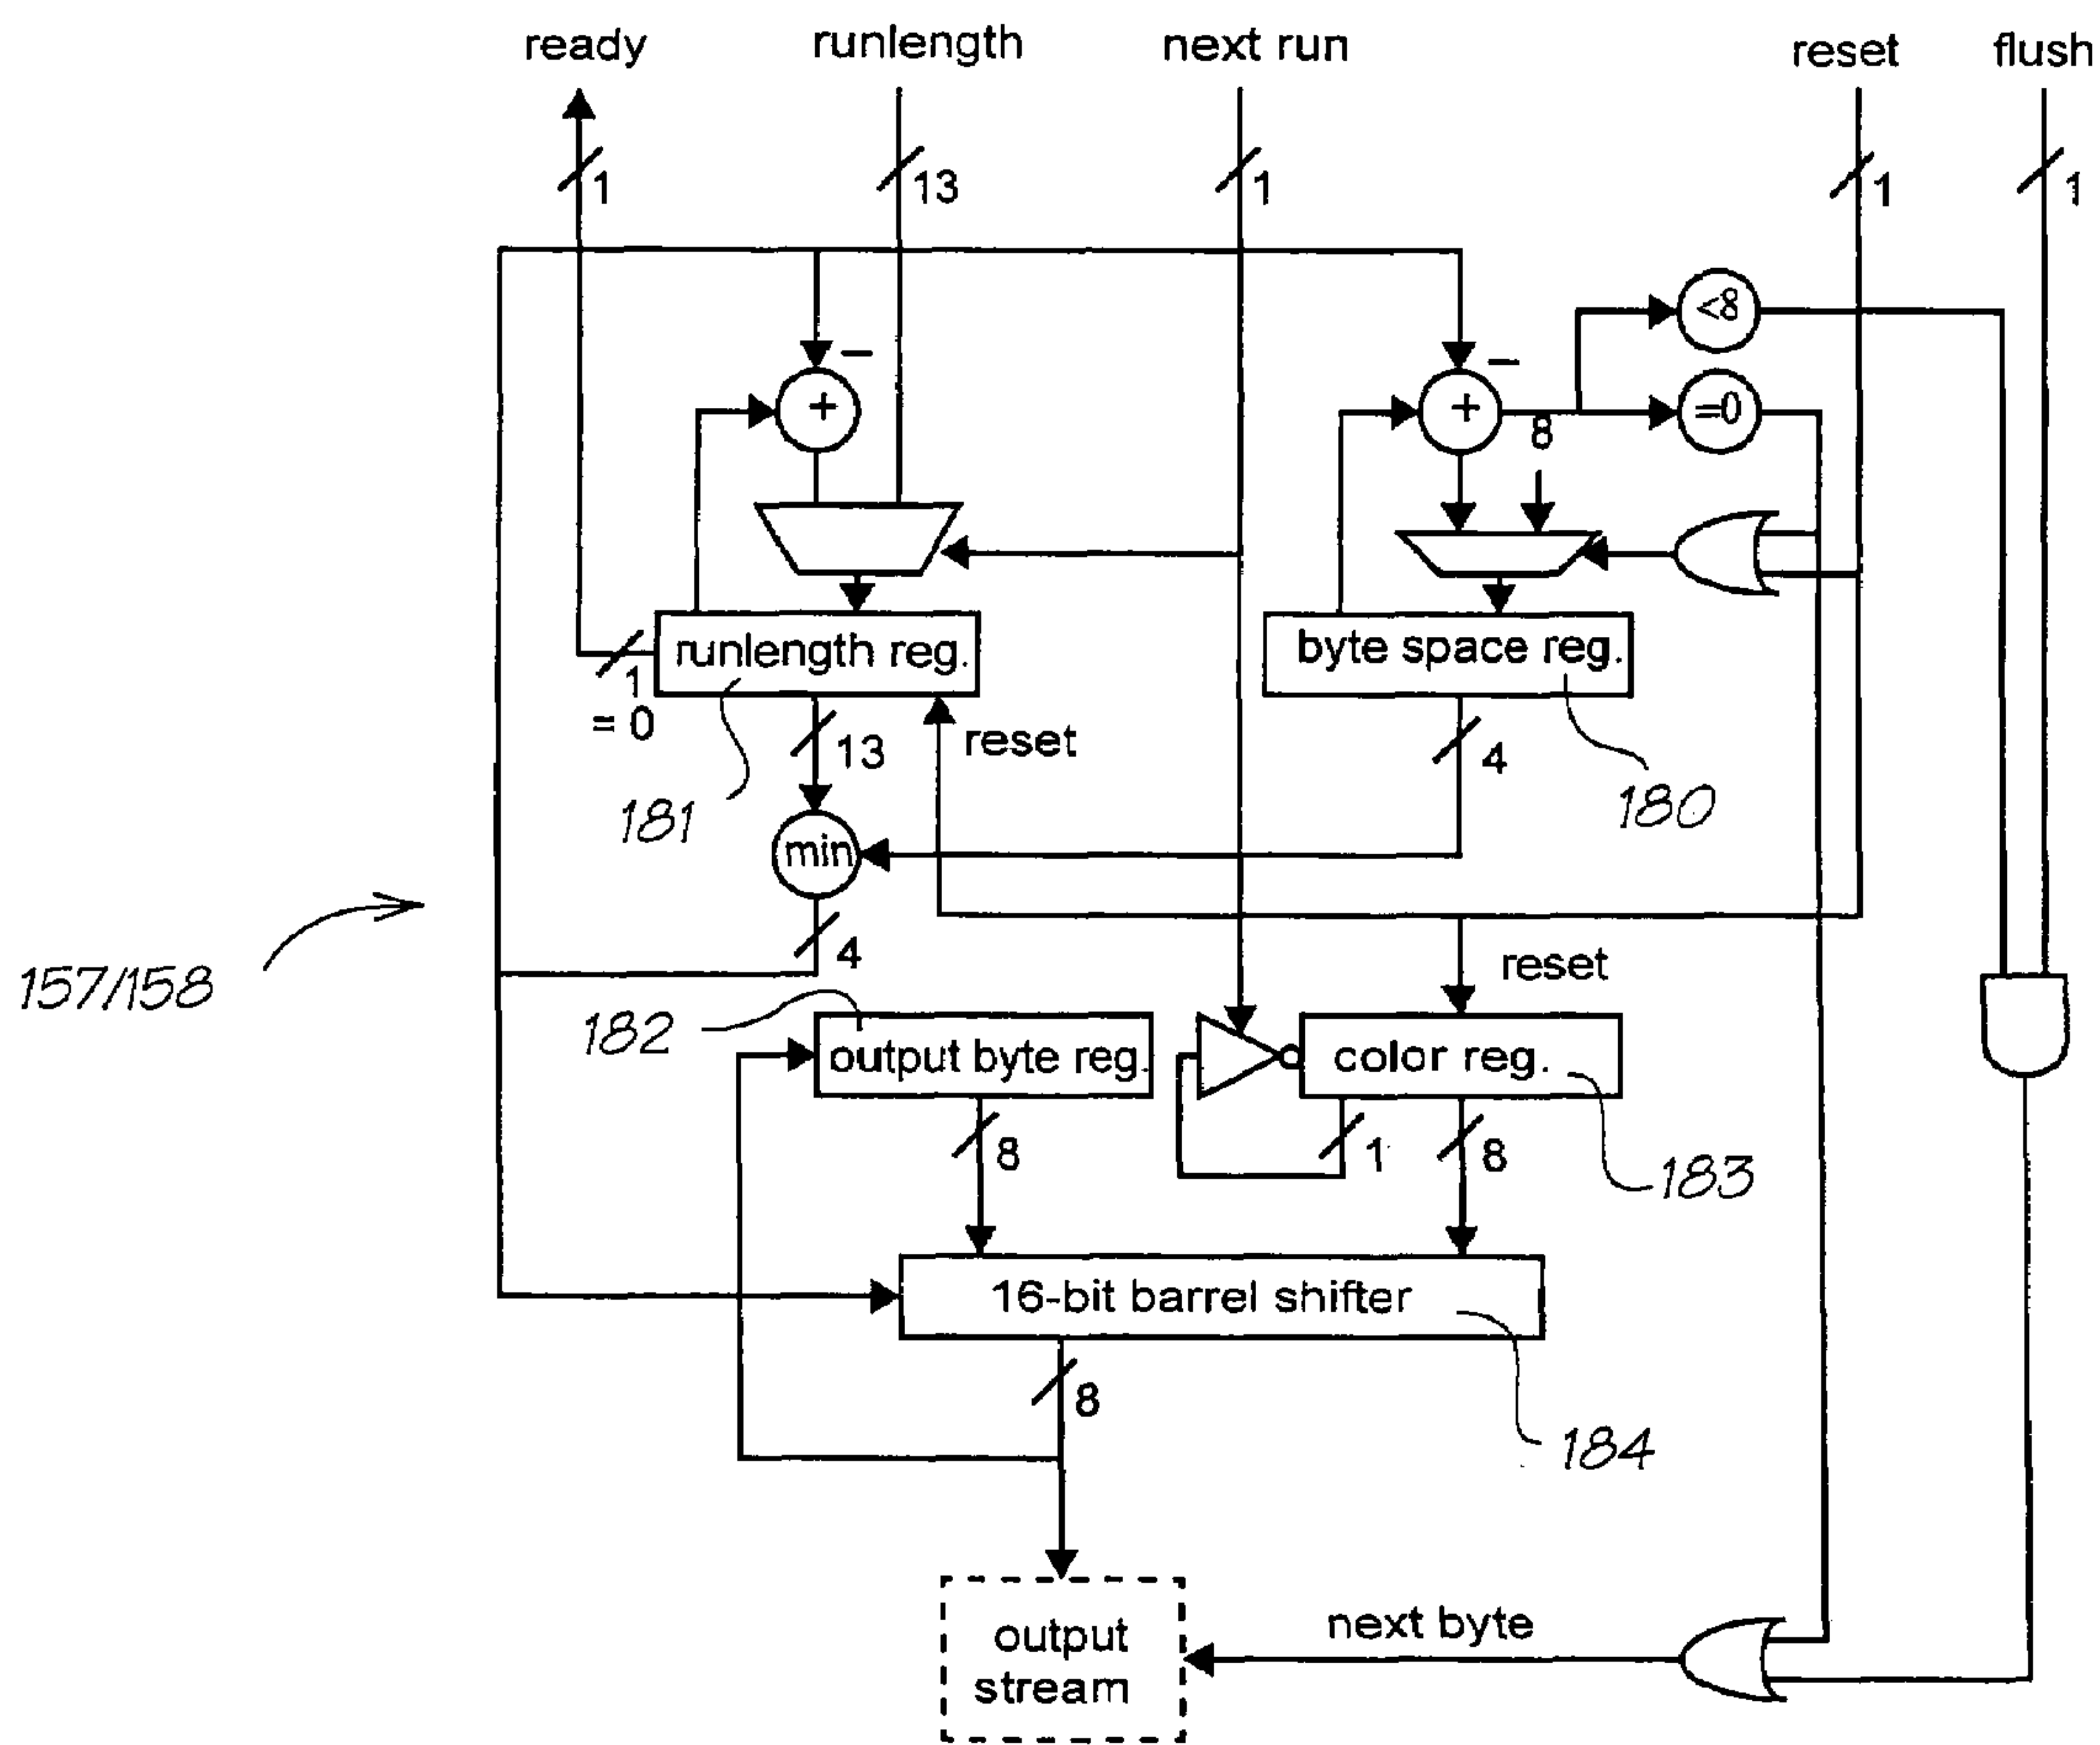 ready
runlength
next run
reset
flush
1
13
1
1
1
<8
−
−
+
+
8
=0
runlength reg.
byte space reg.
1
= 0
13
reset
4
181
180
min
4
157/158
reset
182
output byte reg.
color reg.
8
1
8
183
16-bit barrel shifter
8
184
output
stream
next byte